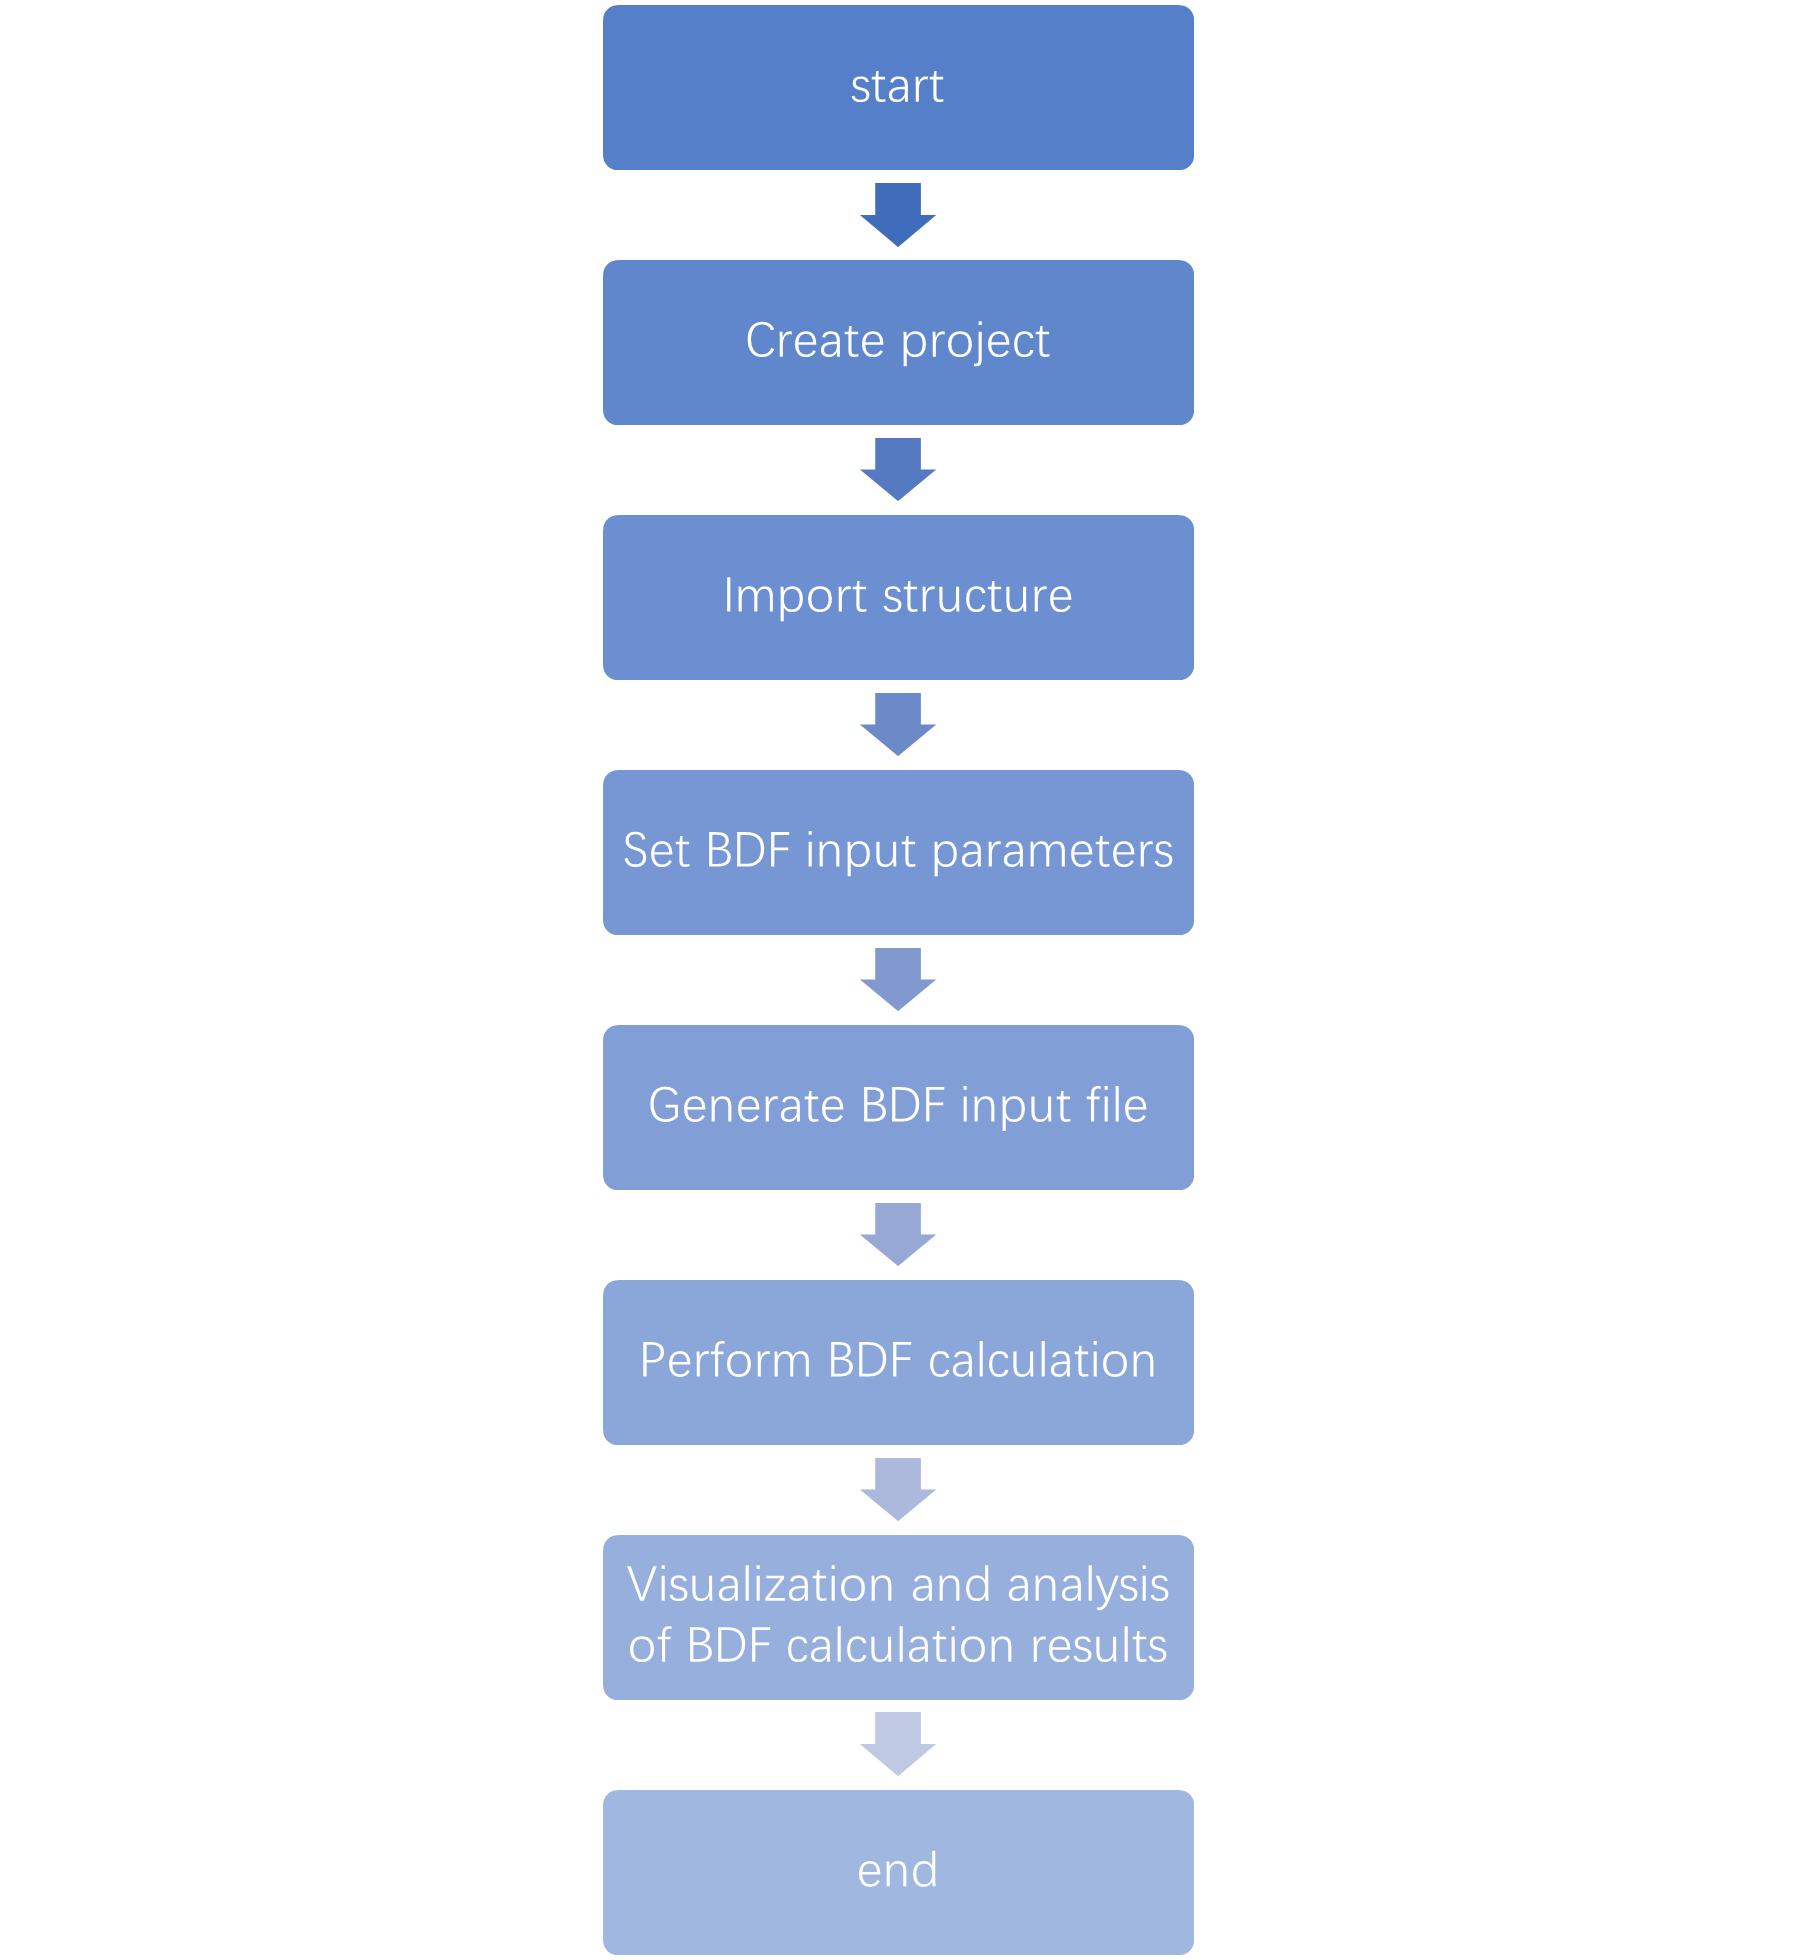 start
Create project
Import structure
Set BDF input parameters
Generate BDF input file
Perform BDF calculation
Visualization and analysis
of BDF calculation results
end